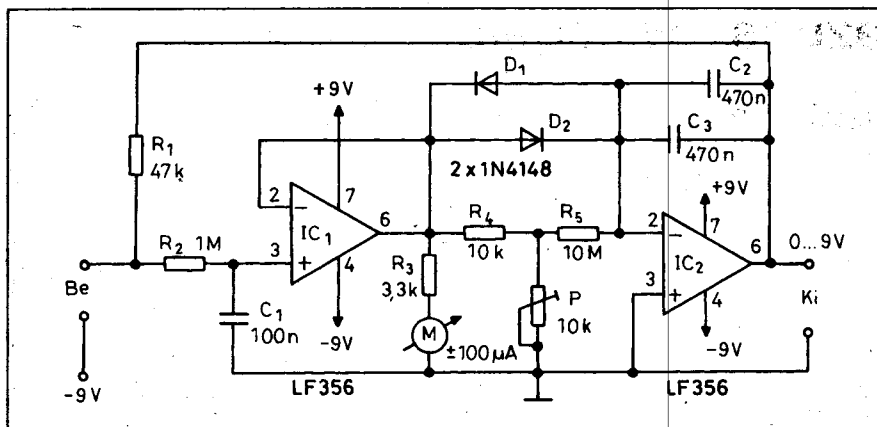 D₁
C₂
470n
+9V
D₂
C₃
470n
R₁
47k
2 x 1N4148
+9V
2
7
6
R₄
R₅
2
7
6
0...9V
R₂ 1M
3
IC₁
4
10k
10M
IC₂
Be
R₃
3,3k
3
4
Ki
C₁
100n
P
10k
M
-9V
±100µA
-9V
-9V
LF356
LF356